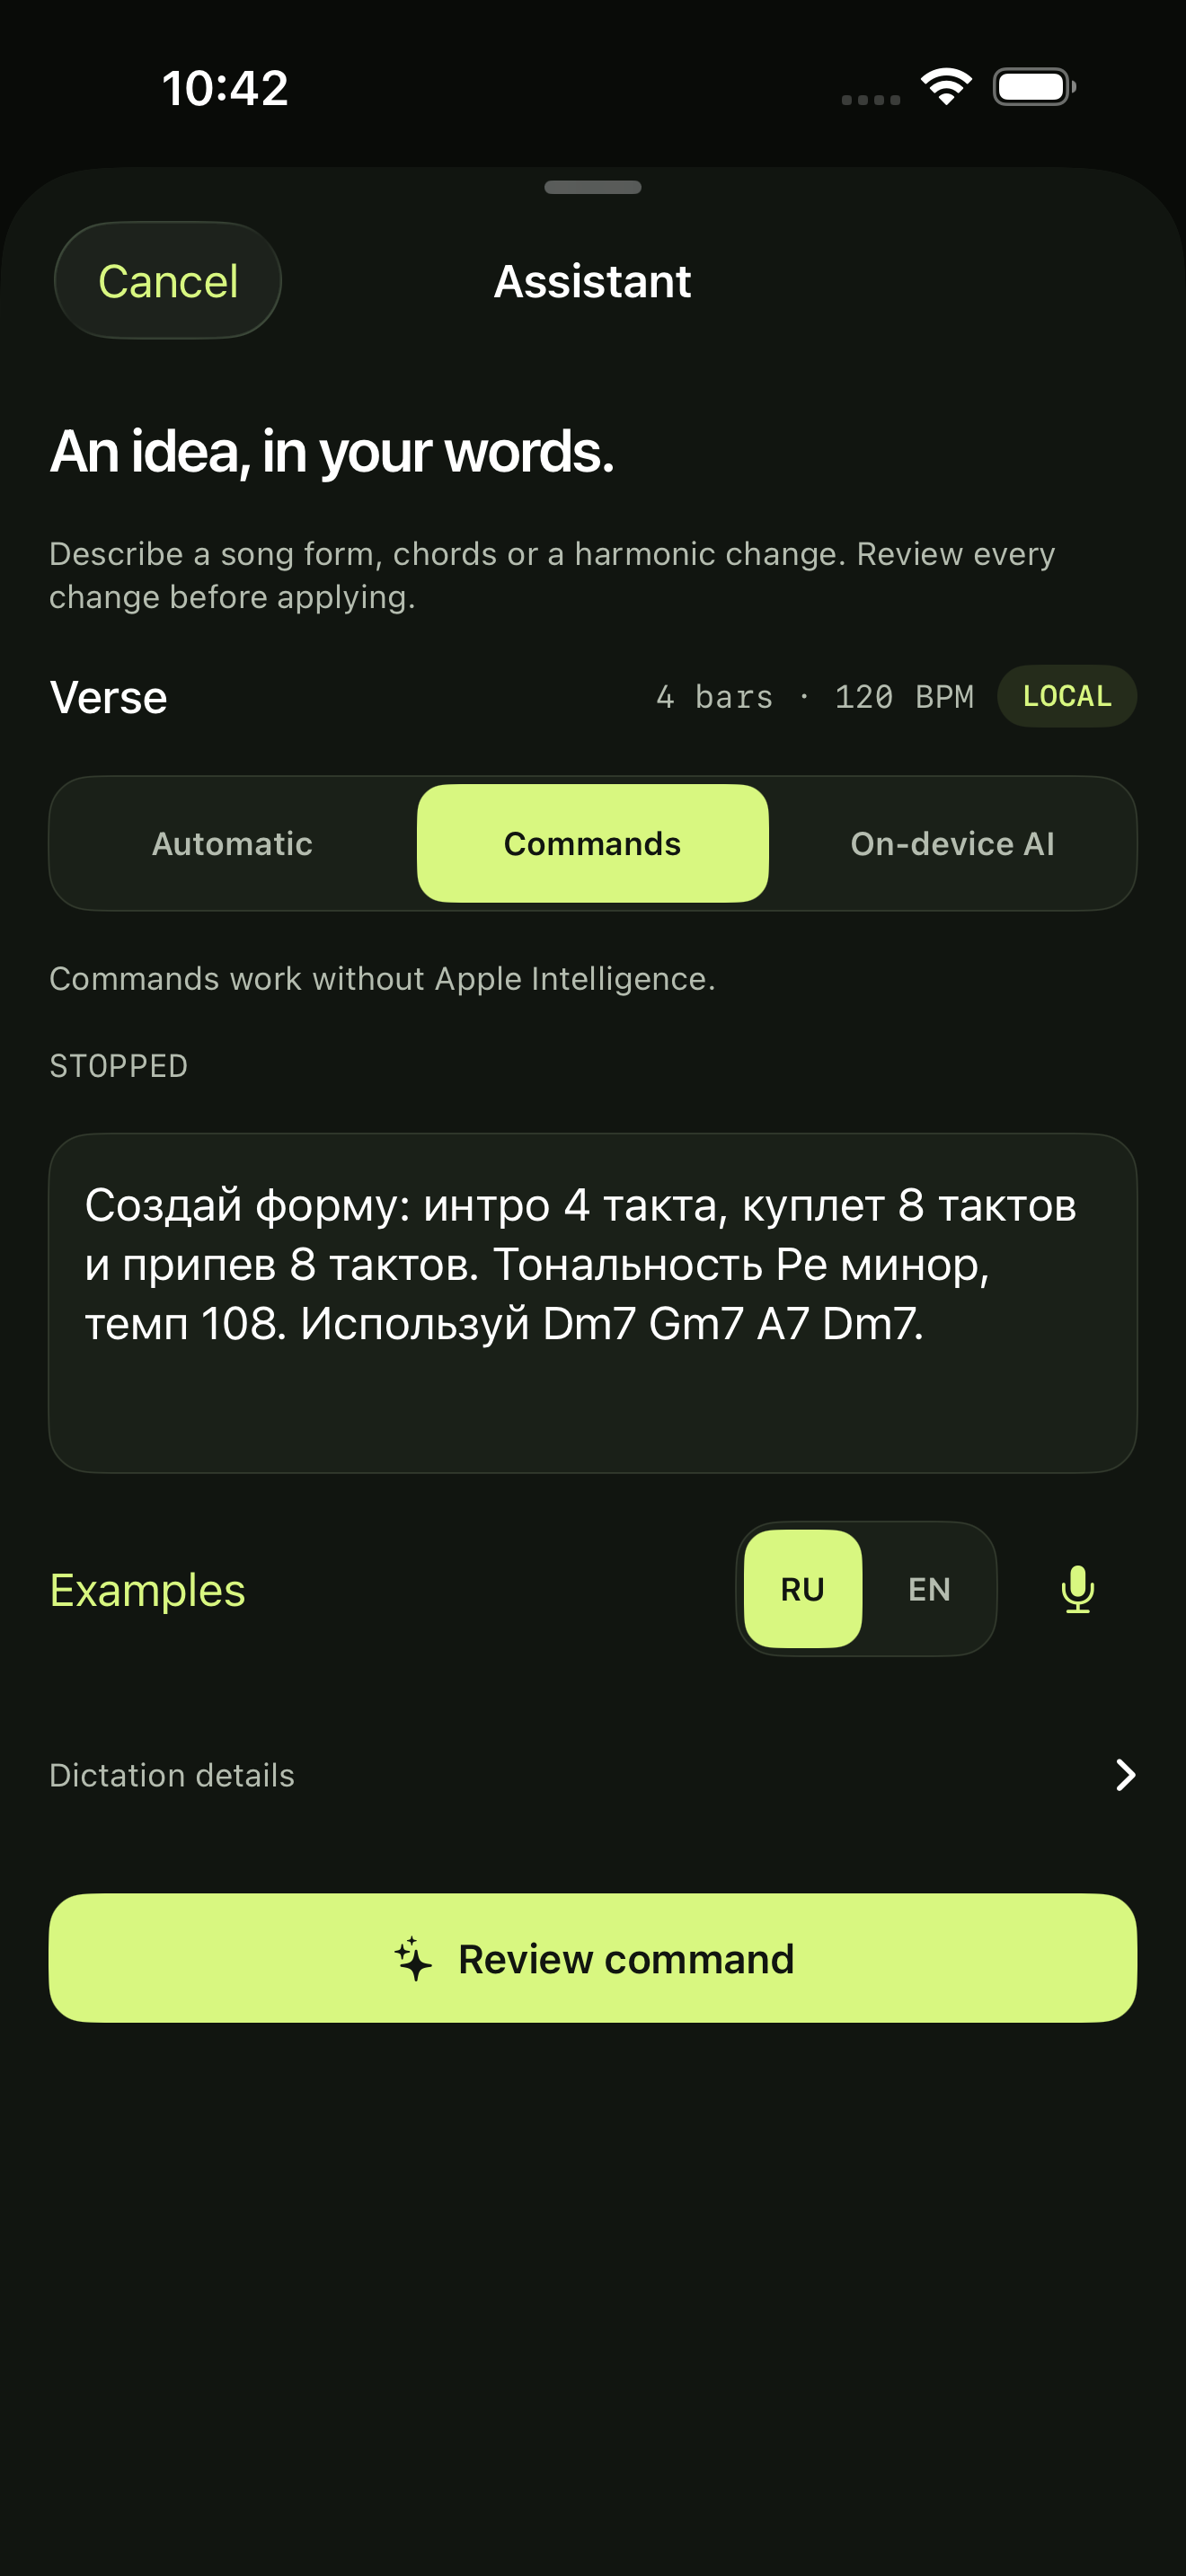 10:42
Cancel
Assistant
An idea, in your words.
Describe a song form, chords or a harmonic change. Review every
change before applying.
Verse
4 bars · 120 BPM
LOCAL
Automatic
Commands
On-device AI
Commands work without Apple Intelligence.
STOPPED
Создай форму: интро 4 такта, куплет 8 тактов
и припев 8 тактов. Тональность Ре минор,
темп 108. Используй Dm7 Gm7 A7 Dm7.
Examples
RU
EN
Dictation details
Review command